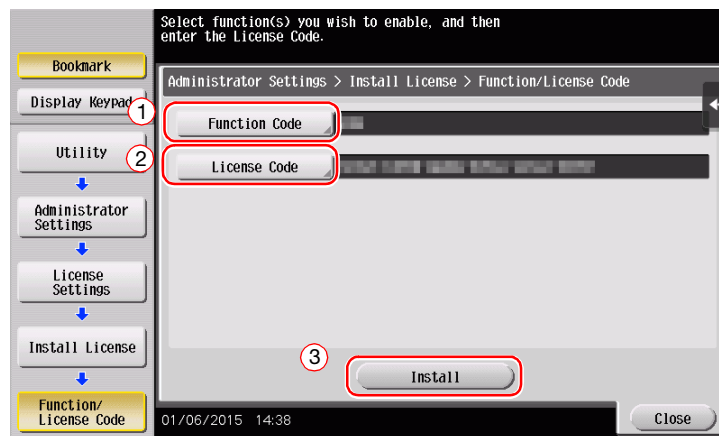 Select function(s) you wish to enable, and then
enter the License Code.
Bookmark
Display Keypad
Utility
Administrator
Settings
License
Settings
Install License
Function/
License Code
Administrator Settings > Install License > Function/License Code
1
Function Code
2
License Code
3
Install
01/06/2015 14:38
Close